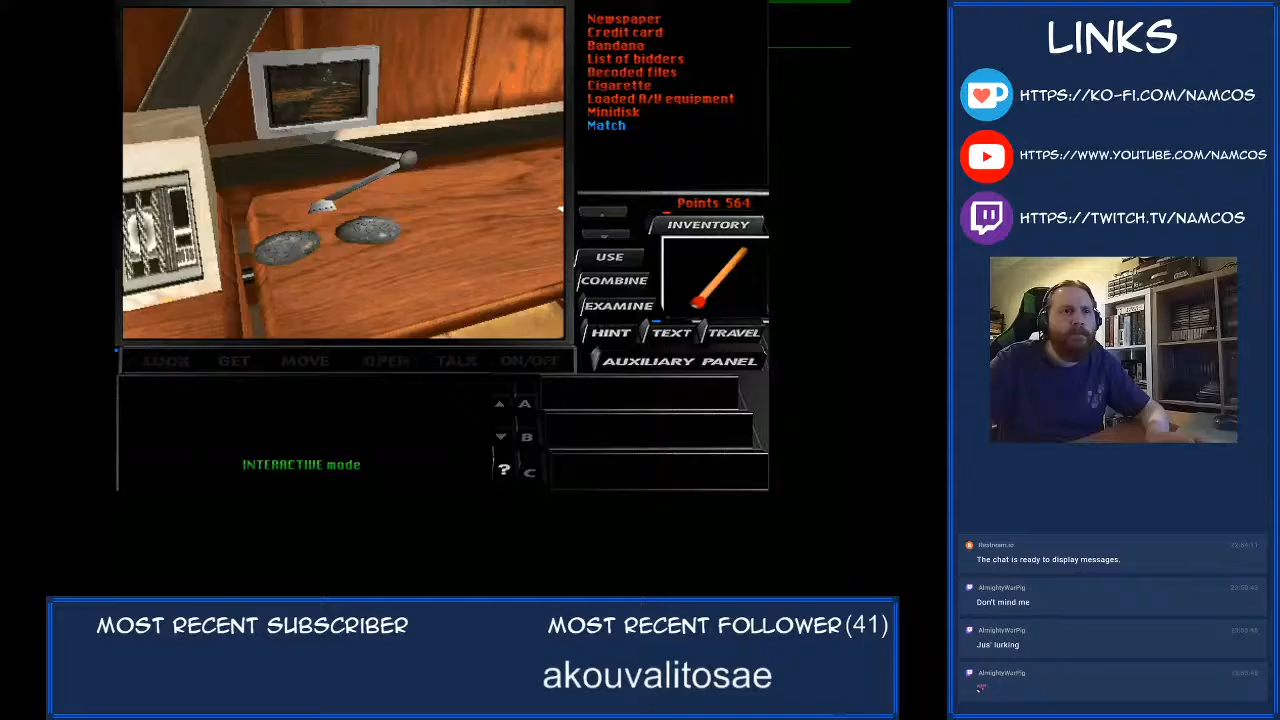 Newspaper
Credit card
Bandana
List of bidders
Decoded files
Cigarette
Loaded A/V equipment
Minidisk
Match
Points 564
INVENTORY
USE
COMBINE
EXAMINE
HINT TEXT TRAVEL
AUXILIARY PANEL
LOOK GET MOVE OPEN TALK ON/OFF
A
B
? C
INTERACTIVE mode
MOST RECENT SUBSCRIBER
MOST RECENT FOLLOWER (41)
akouvalitosae
LINKS
HTTPS://KO-FI.COM/NAMCOS
HTTPS://WWW.YOUTUBE.COM/NAMCOS
HTTPS://TWITCH.TV/NAMCOS
Restream.io
The chat is ready to display messages.
AlmightyWarPig
Don't mind me
AlmightyWarPig
Jus' lurking
AlmightyWarPig